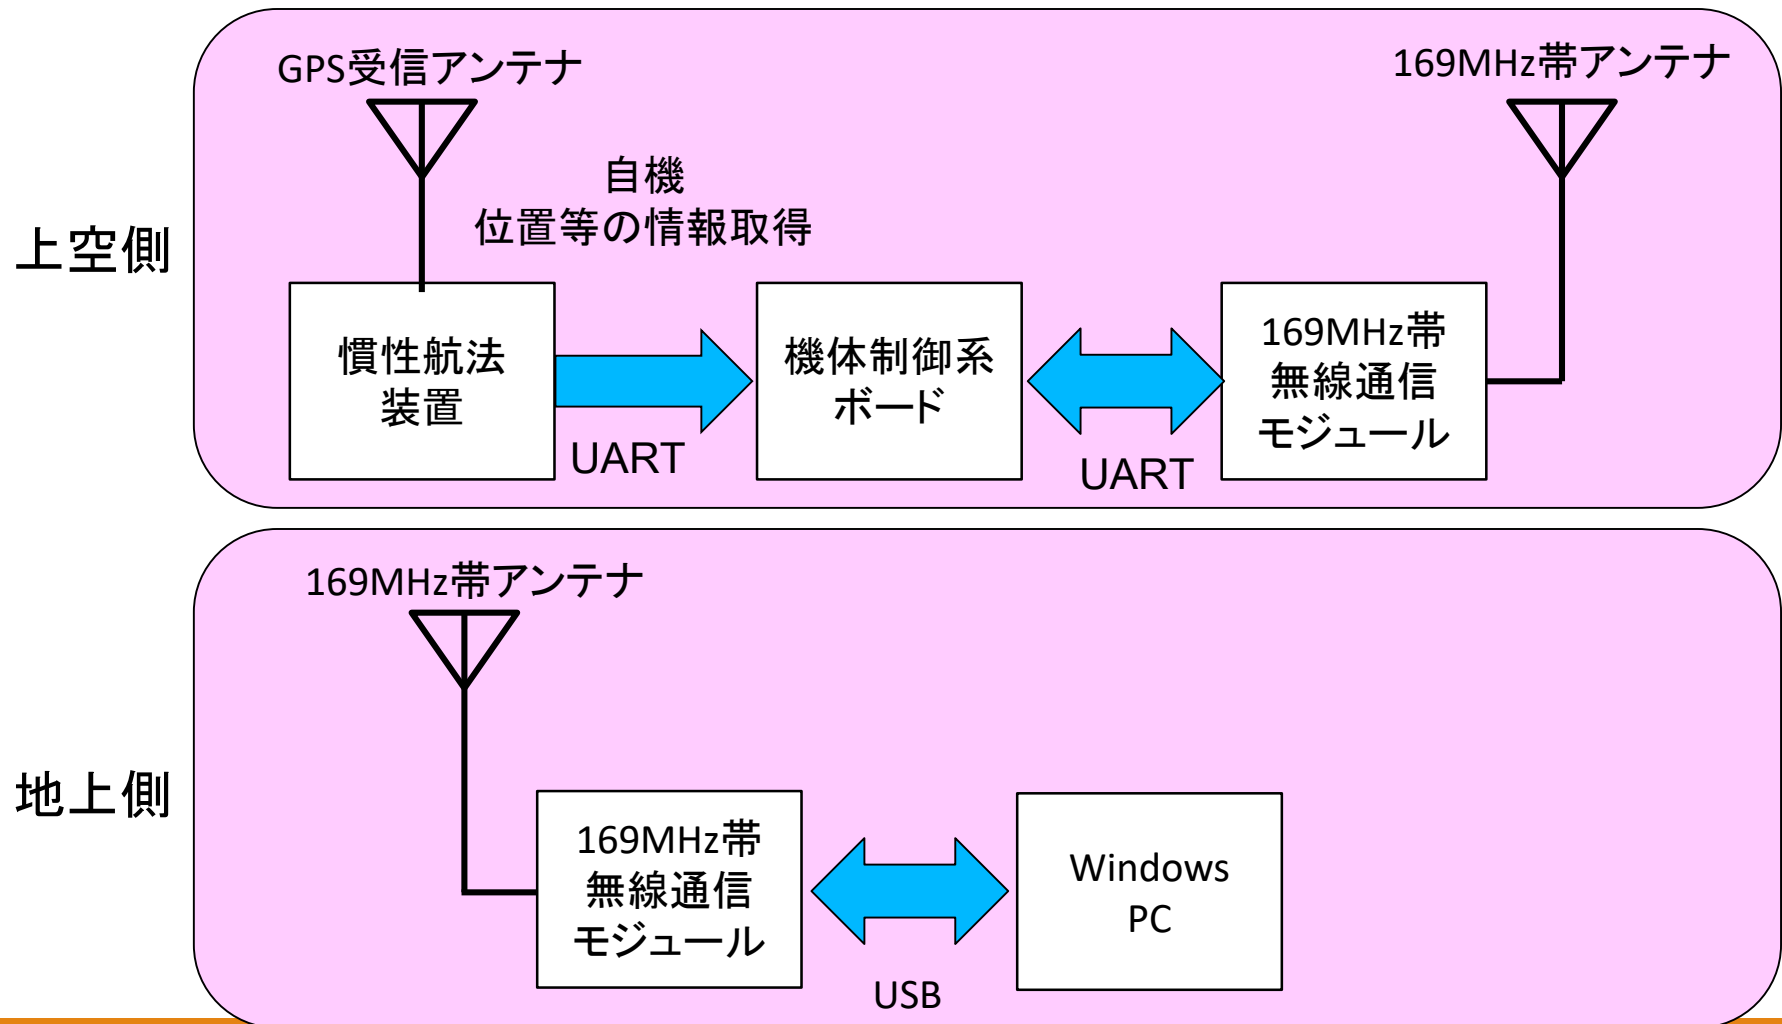 上空側
GPS受信アンテナ
169MHz帯アンテナ
自機
位置等の情報取得
慣性航法
装置
UART
機体制御系
ボード
UART
169MHz帯
無線通信
モジュール
地上側
169MHz帯アンテナ
169MHz帯
無線通信
モジュール
USB
Windows
PC